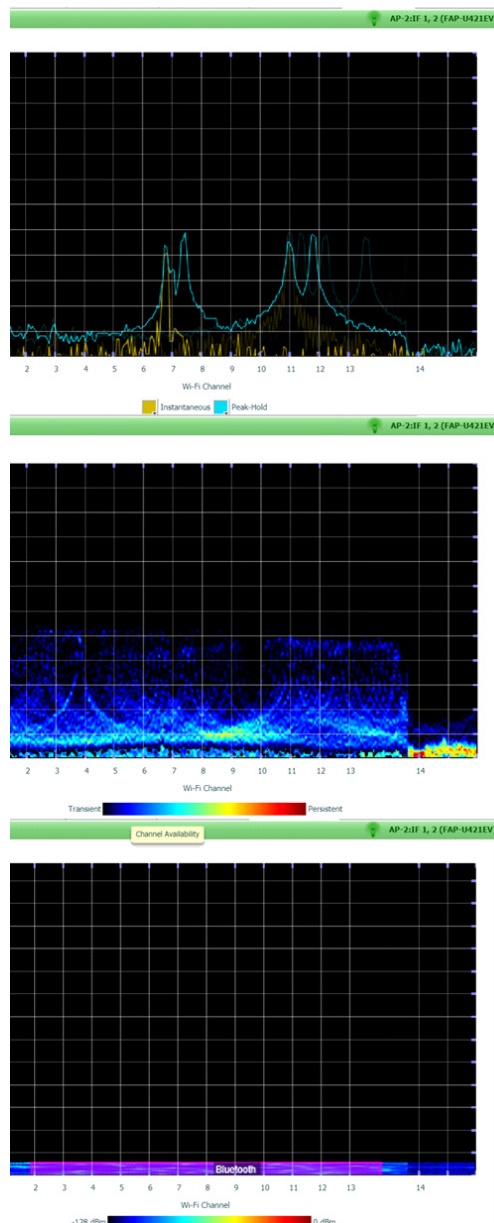 AP-2:IF 1, 2 (FAP-U421EV
2 3 4 5 6 7 8 9 10 11 12 13 14
Wi-Fi Channel
Instantaneous Peak-Hold
AP-2:IF 1, 2 (FAP-U421EV
2 3 4 5 6 7 8 9 10 11 12 13 14
Wi-Fi Channel
Transient Persistent
Channel Availability
AP-2:IF 1, 2 (FAP-U421EV)
Bluetooth
2 3 4 5 6 7 8 9 10 11 12 13 14
Wi-Fi Channel
-128 dBm 0 dBm